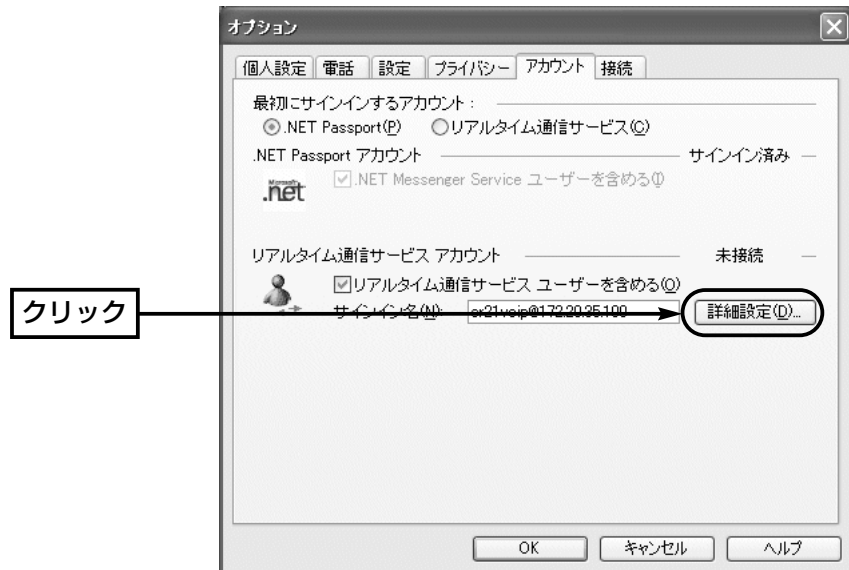 オプション
個人設定 電話 設定 プライバシー アカウント 接続
最初にサインインするアカウント：
.NET Passport(P) リアルタイム通信サービス(C)
.NET Passport アカウント サインイン済み
Microsoft .net
.NET Messenger Service ユーザーを含める(I)
リアルタイム通信サービス アカウント 未接続
リアルタイム通信サービス ユーザーを含める(O)
クリック
サインイン名(N): sr21voip@172.20.35.100 詳細設定(D)...
OK キャンセル ヘルプ